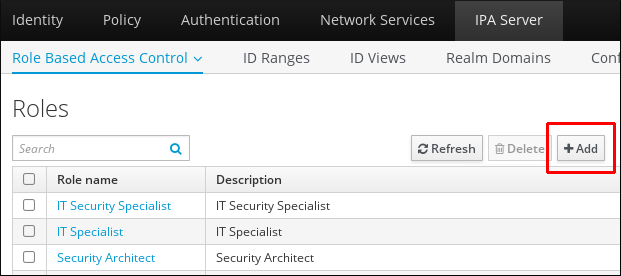 Identity Policy Authentication Network Services IPA Server
Role Based Access Control ID Ranges ID Views Realm Domains
Roles
Search Refresh Delete Add
Role name Description
IT Security Specialist IT Security Specialist
IT Specialist IT Specialist
Security Architect Security Architect